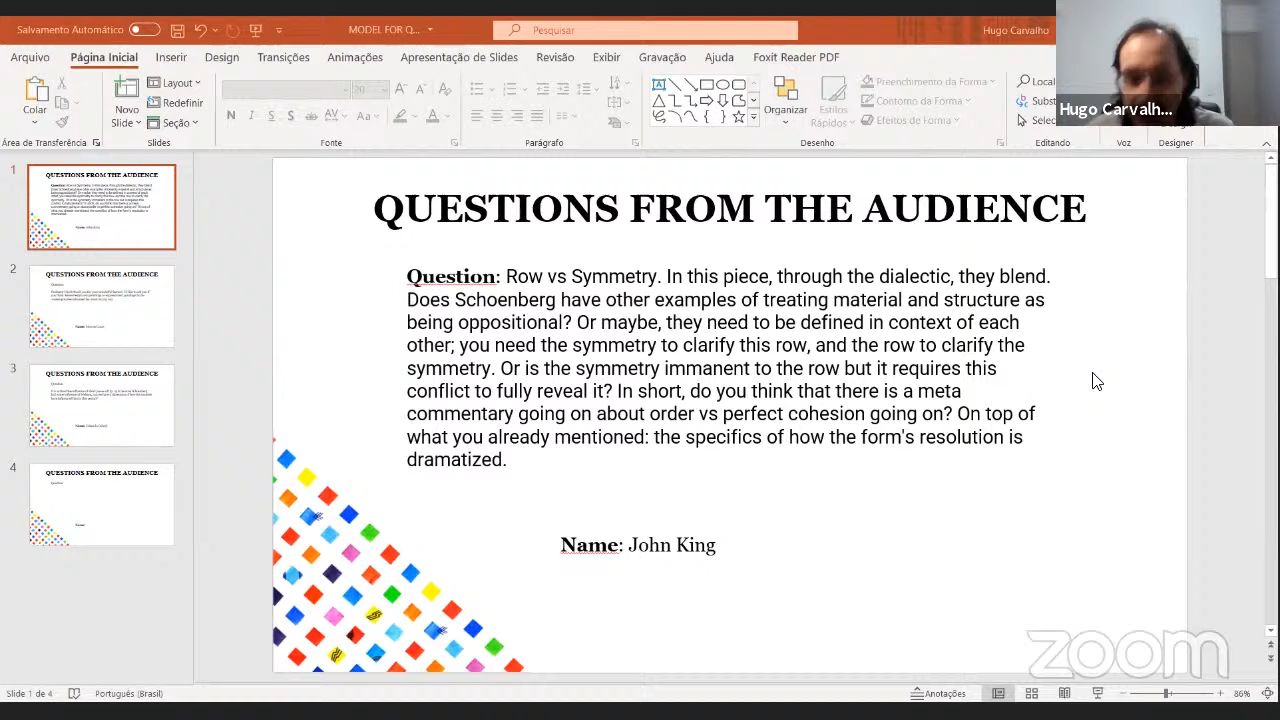 Salvamento Automático
MODEL FOR Q...
Pesquisar
Hugo Carvalho
Arquivo Página Inicial Inserir Design Transições Animações Apresentação de Slides Revisão Exibir Gravação Ajuda Foxit Reader PDF
Colar
Novo
Slide
Layout
Redefinir
Seção
Organizar
Estilos
Rápidos
Preenchimento da Forma
Contorno da Forma
Efeitos de Forma
Hugo Carvalh...
Área de Transferência Slides Fonte Parágrafo Desenho Editando Voz Designer
1
QUESTIONS FROM THE AUDIENCE
2
QUESTIONS FROM THE AUDIENCE
3
QUESTIONS FROM THE AUDIENCE
4
QUESTIONS FROM THE AUDIENCE
QUESTIONS FROM THE AUDIENCE
Question: Row vs Symmetry. In this piece, through the dialectic, they blend.
Does Schoenberg have other examples of treating material and structure as
being oppositional? Or maybe, they need to be defined in context of each
other; you need the symmetry to clarify this row, and the row to clarify the
symmetry. Or is the symmetry immanent to the row but it requires this
conflict to fully reveal it? In short, do you think that there is a meta
commentary going on about order vs perfect cohesion going on? On top of
what you already mentioned: the specifics of how the form's resolution is
dramatized.
Name: John King
zoom
Slide 1 de 4 Português (Brasil) Anotações 86%